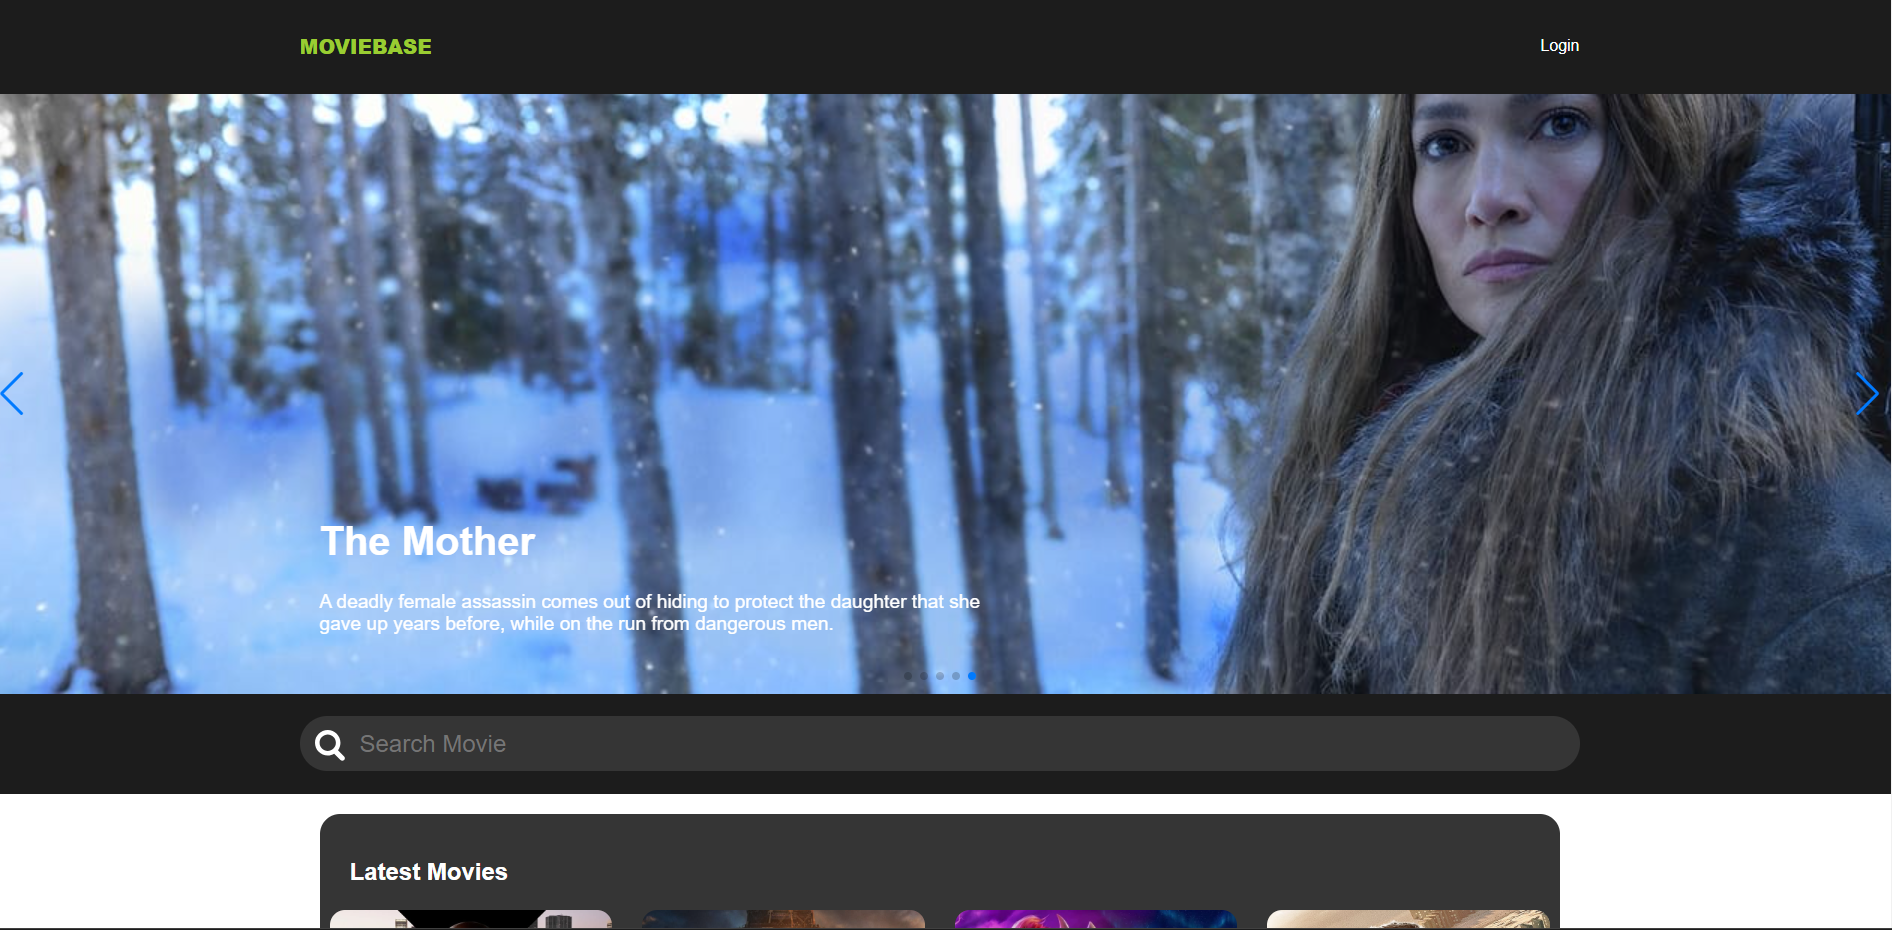 MOVIEBASE
Login
The Mother
A deadly female assassin comes out of hiding to protect the daughter that she
gave up years before, while on the run from dangerous men.
Search Movie
Latest Movies